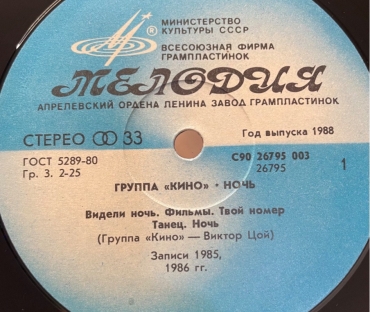 МИНИСТЕРСТВО
КУЛЬТУРЫ СССР
ВСЕСОЮЗНАЯ ФИРМА
ГРАМПЛАСТИНОК
МЕЛОДИЯ
АПРЕЛЕВСКИЙ ОРДЕНА ЛЕНИНА ЗАВОД ГРАМПЛАСТИНОК
СТЕРЕО 33
Год выпуска 1988
ГОСТ 5289-80
Гр. 3. 2-25
С90 26795 003
26795
1
ГРУППА «КИНО» • НОЧЬ
Видели ночь. Фильмы. Твой номер
Танец. Ночь
(Группа «Кино» — Виктор Цой)
Записи 1985,
1986 гг.